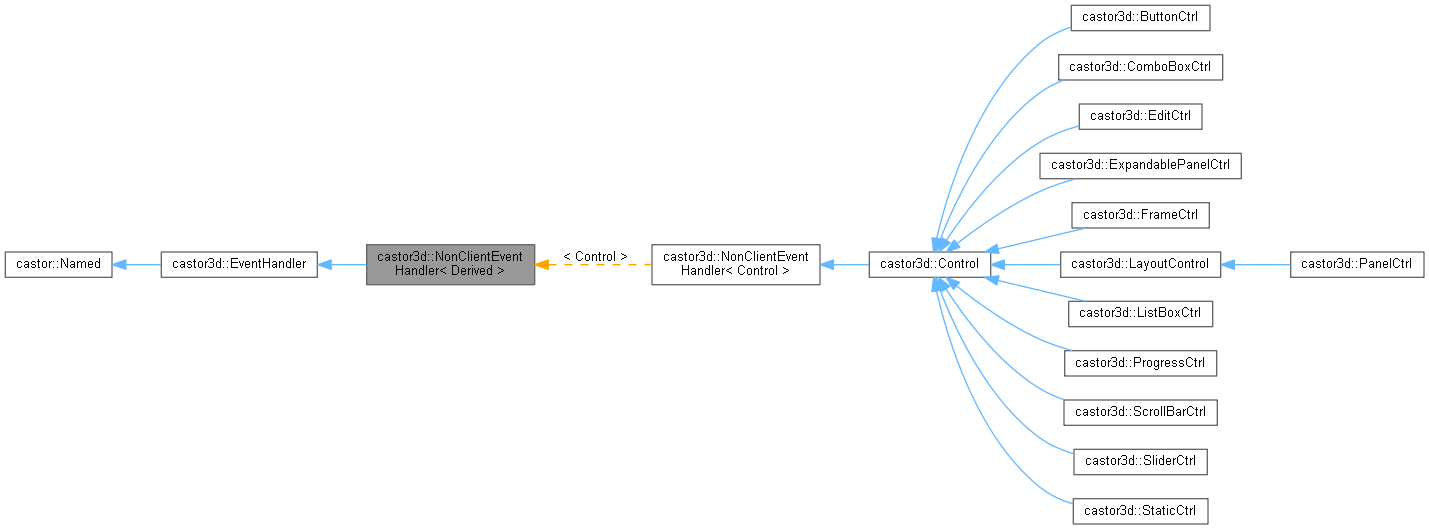 castor3d::ButtonCtrl
castor3d::ComboBoxCtrl
castor3d::EditCtrl
castor3d::ExpandablePanelCtrl
castor3d::FrameCtrl
castor::Named
castor3d::EventHandler
castor3d::NonClientEvent
Handler< Derived >
< Control >
castor3d::NonClientEvent
Handler< Control >
castor3d::Control
castor3d::LayoutControl
castor3d::PanelCtrl
castor3d::ListBoxCtrl
castor3d::ProgressCtrl
castor3d::ScrollBarCtrl
castor3d::SliderCtrl
castor3d::StaticCtrl